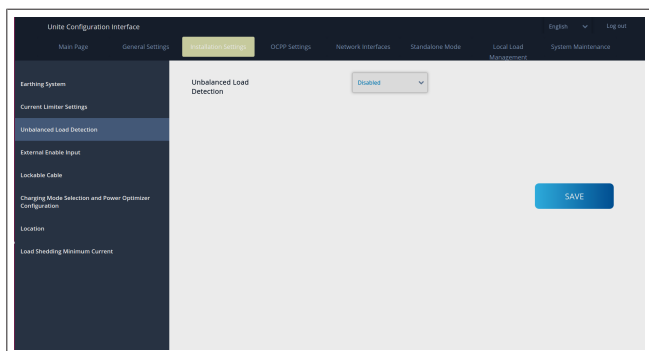 Unite Configuration Interface
English
Log out
Main Page
General Settings
Installation Settings
OCPP Settings
Network Interfaces
Standalone Mode
Local Load
Management
System Maintenance
Earthing System
Current Limiter Settings
Unbalanced Load Detection
External Enable Input
Lockable Cable
Charging Mode Selection and Power Optimizer
Configuration
Location
Load Shedding Minimum Current
Unbalanced Load
Detection
Disabled
SAVE